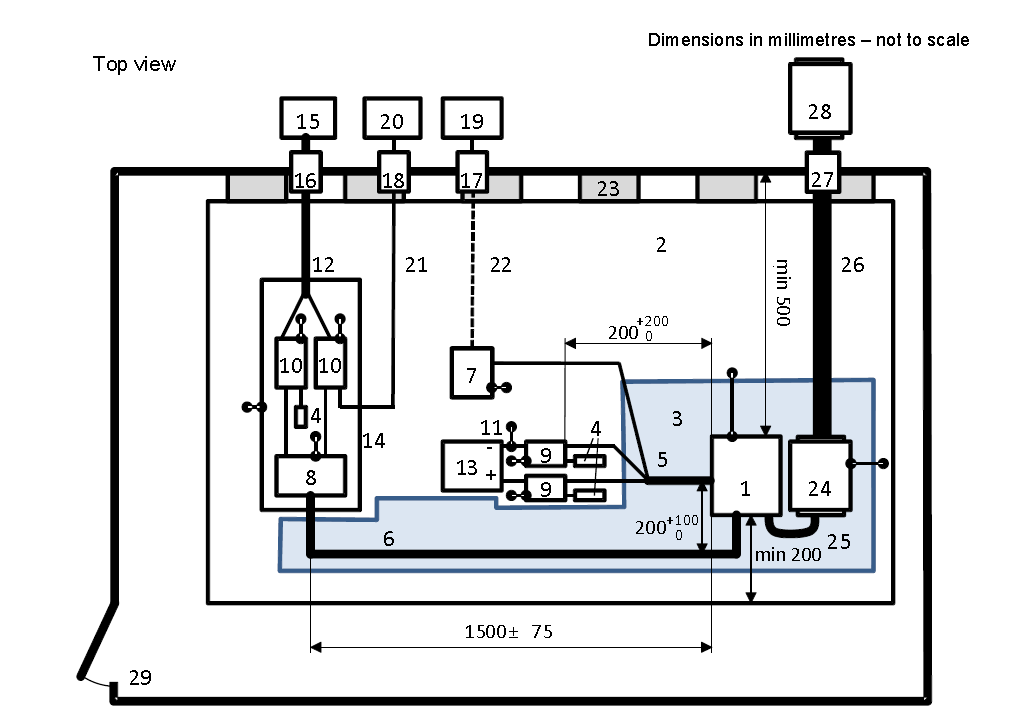 Dimensions in millimetres – not to scale
Top view
28
15 20 19
16 18 17 23 27
2
12 21 22 min 500 26
200 +200 0
10 10 4 7
14 11 4 3
- 9 5
13
+ 9
8 1 24
200 +100 0
6 25
min 200
1500± 75
29